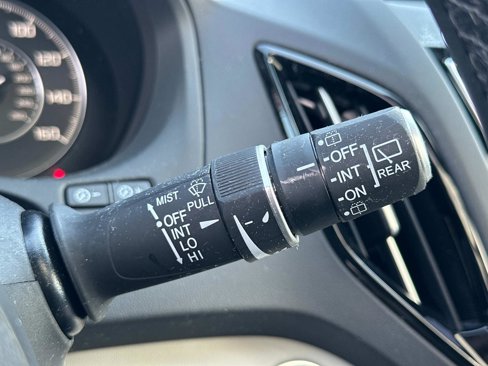 100
120
140
160
MIST
PULL
OFF
INT
LO
HI
OFF
INT
ON
REAR